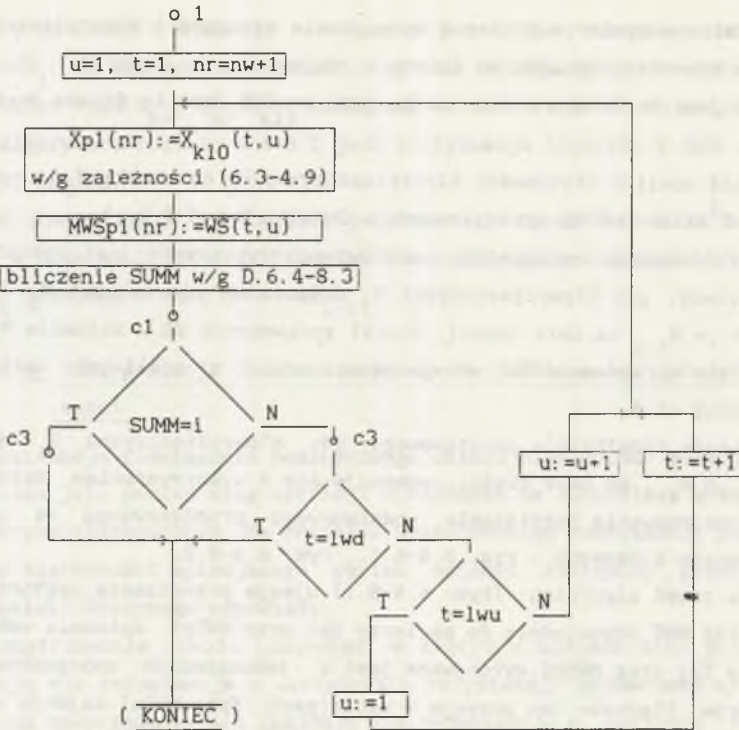 1
u=1, t=1, nr=nw+1
Xp1(nr):=X k10 (t,u)
w/g zależności (6.3-4.9)
MWSp1(nr):=WS(t,u)
bliczenie SUMM w/g D.6.4-8.3
c1
T SUMM=1 N
c3 c3
u:=u+1 t:=t+1
T t=lwd N
T t=lwu N
u:=1
( KONIEC )